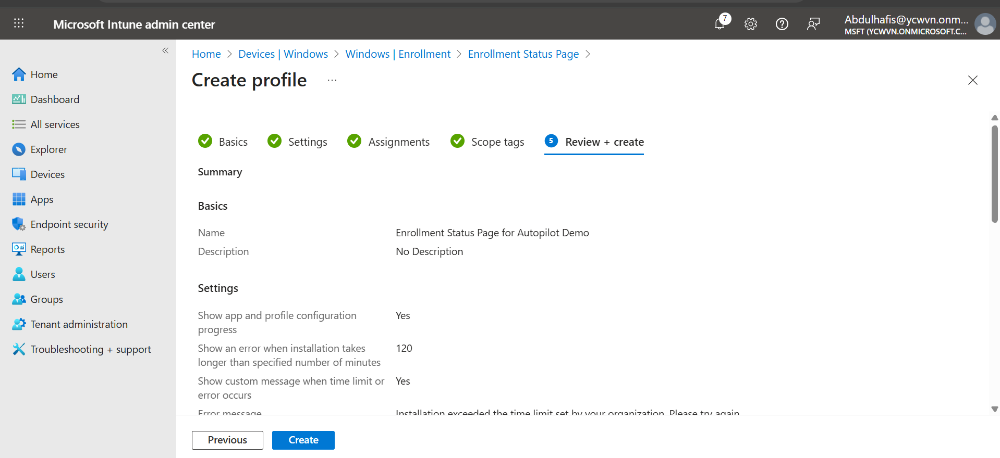 Microsoft Intune admin center
7
Abdulhafis@ycwvn.onm...
MSFT (YCWVN.ONMICROSOFT.C...
Home
Dashboard
All services
Explorer
Devices
Apps
Endpoint security
Reports
Users
Groups
Tenant administration
Troubleshooting + support
Home > Devices | Windows > Windows | Enrollment > Enrollment Status Page >
Create profile ...
Basics
Settings
Assignments
Scope tags
5 Review + create
Summary
Basics
Name Enrollment Status Page for Autopilot Demo
Description No Description
Settings
Show app and profile configuration Yes
progress
Show an error when installation takes 120
longer than specified number of minutes
Show custom message when time limit or Yes
error occurs
Error message Installation exceeded the time limit set by your organization. Please try again
Previous
Create